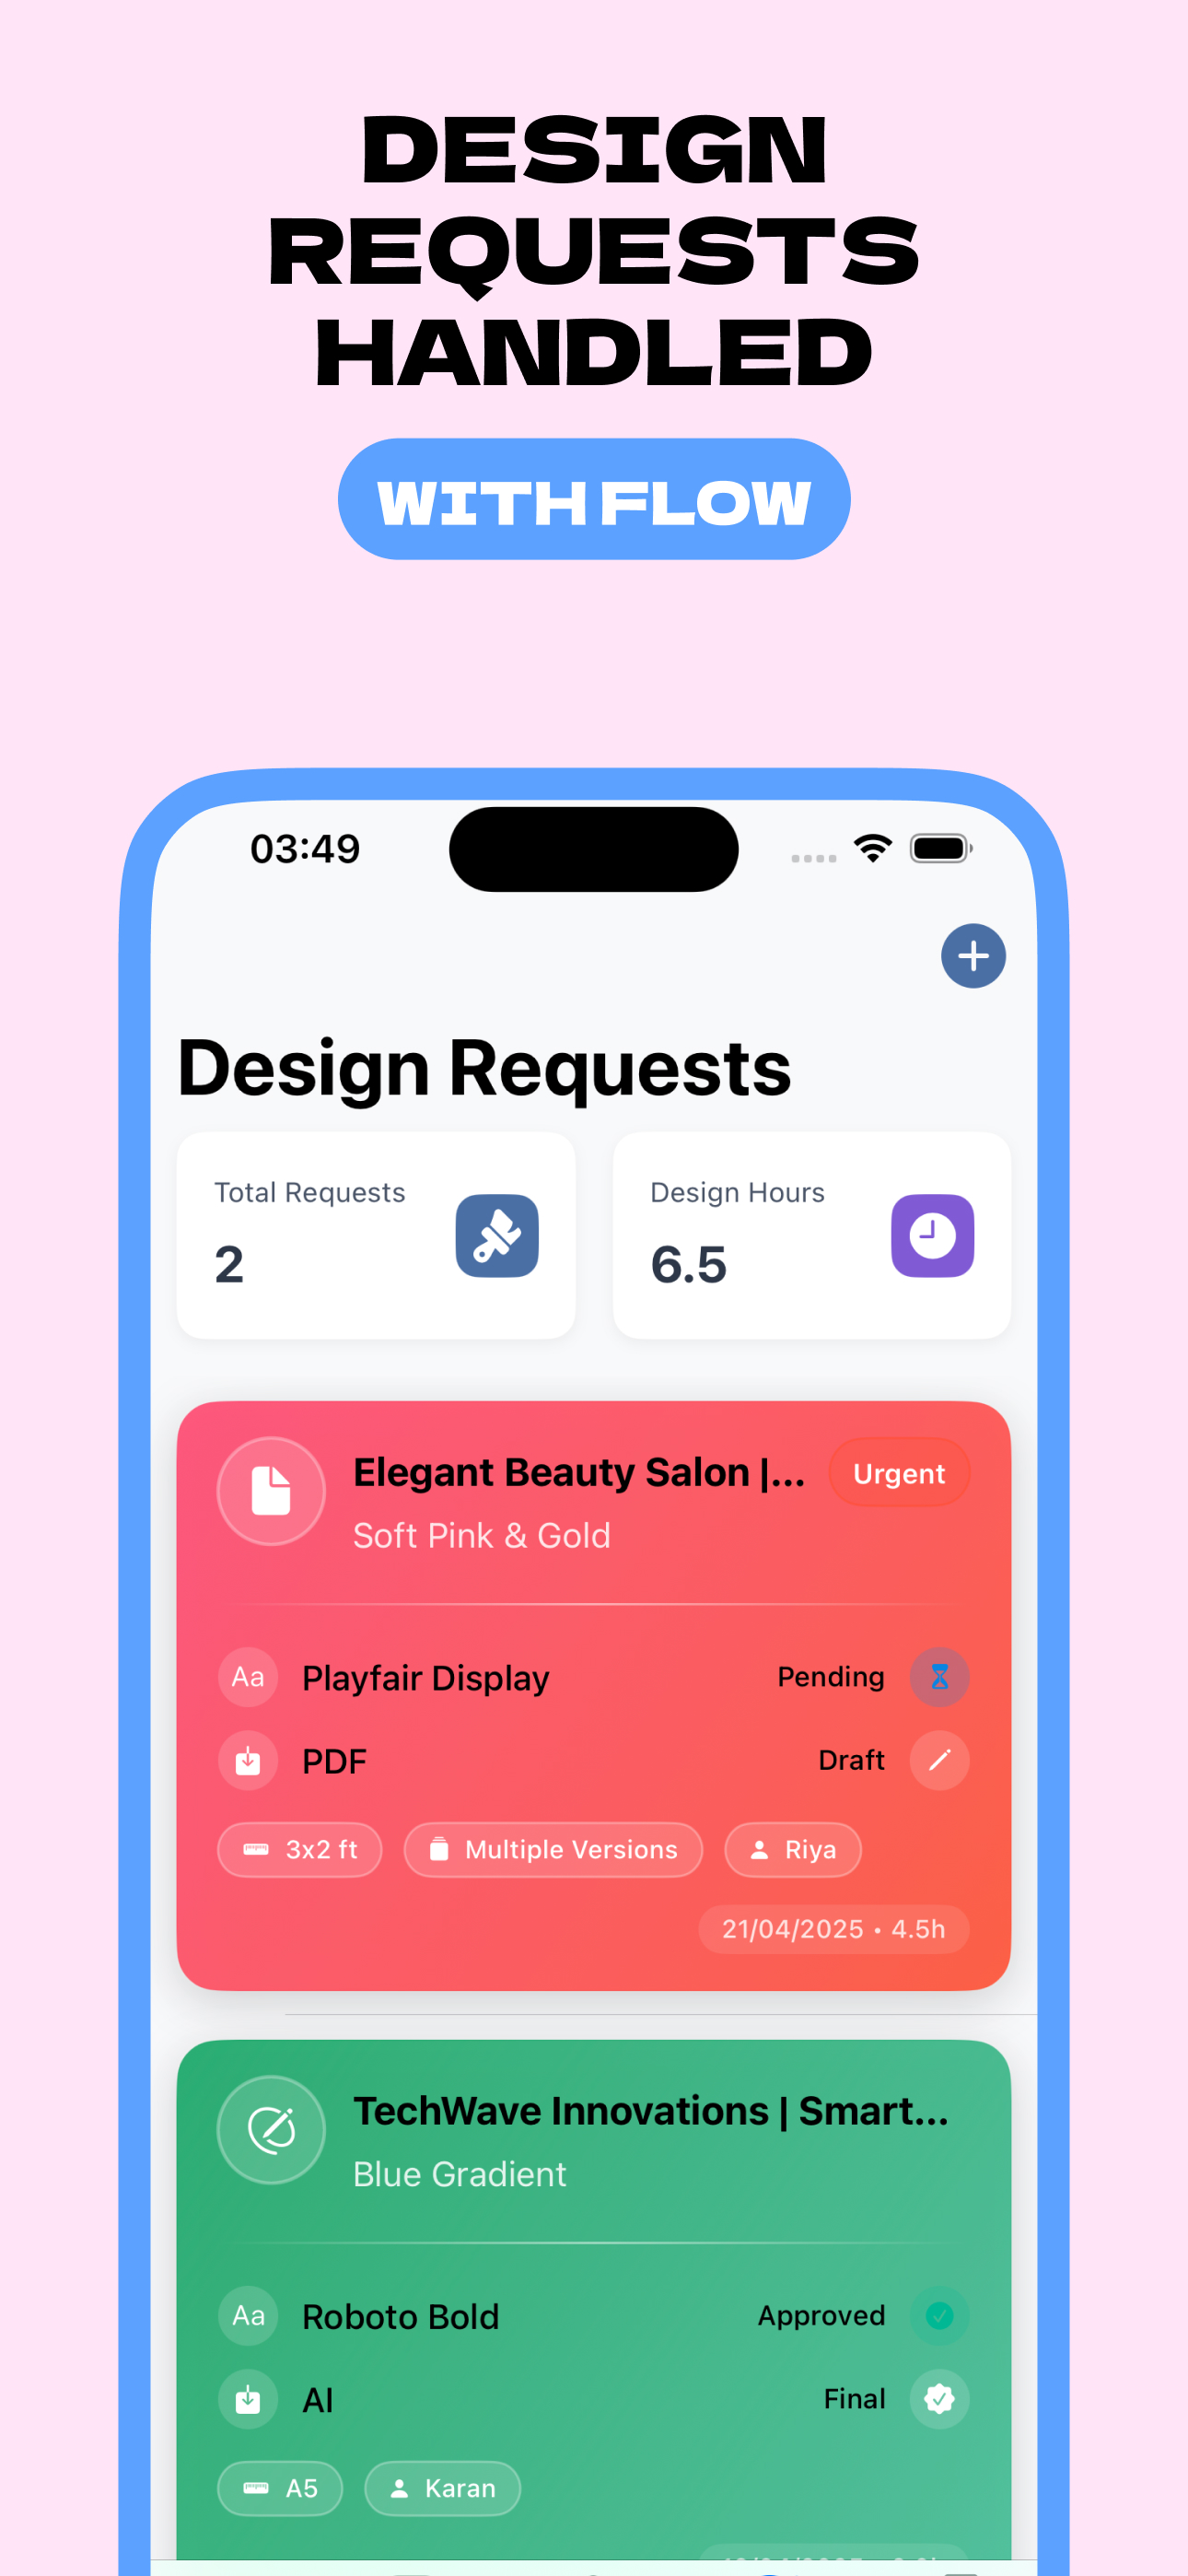 DESIGN
REQUESTS
HANDLED
WITH FLOW
03:49
Design Requests
Total Requests
2
Design Hours
6.5
Elegant Beauty Salon |...
Urgent
Soft Pink & Gold
Aa Playfair Display
Pending
PDF
Draft
3x2 ft
Multiple Versions
Riya
21/04/2025 • 4.5h
TechWave Innovations | Smart...
Blue Gradient
Aa Roboto Bold
Approved
AI
Final
A5
Karan